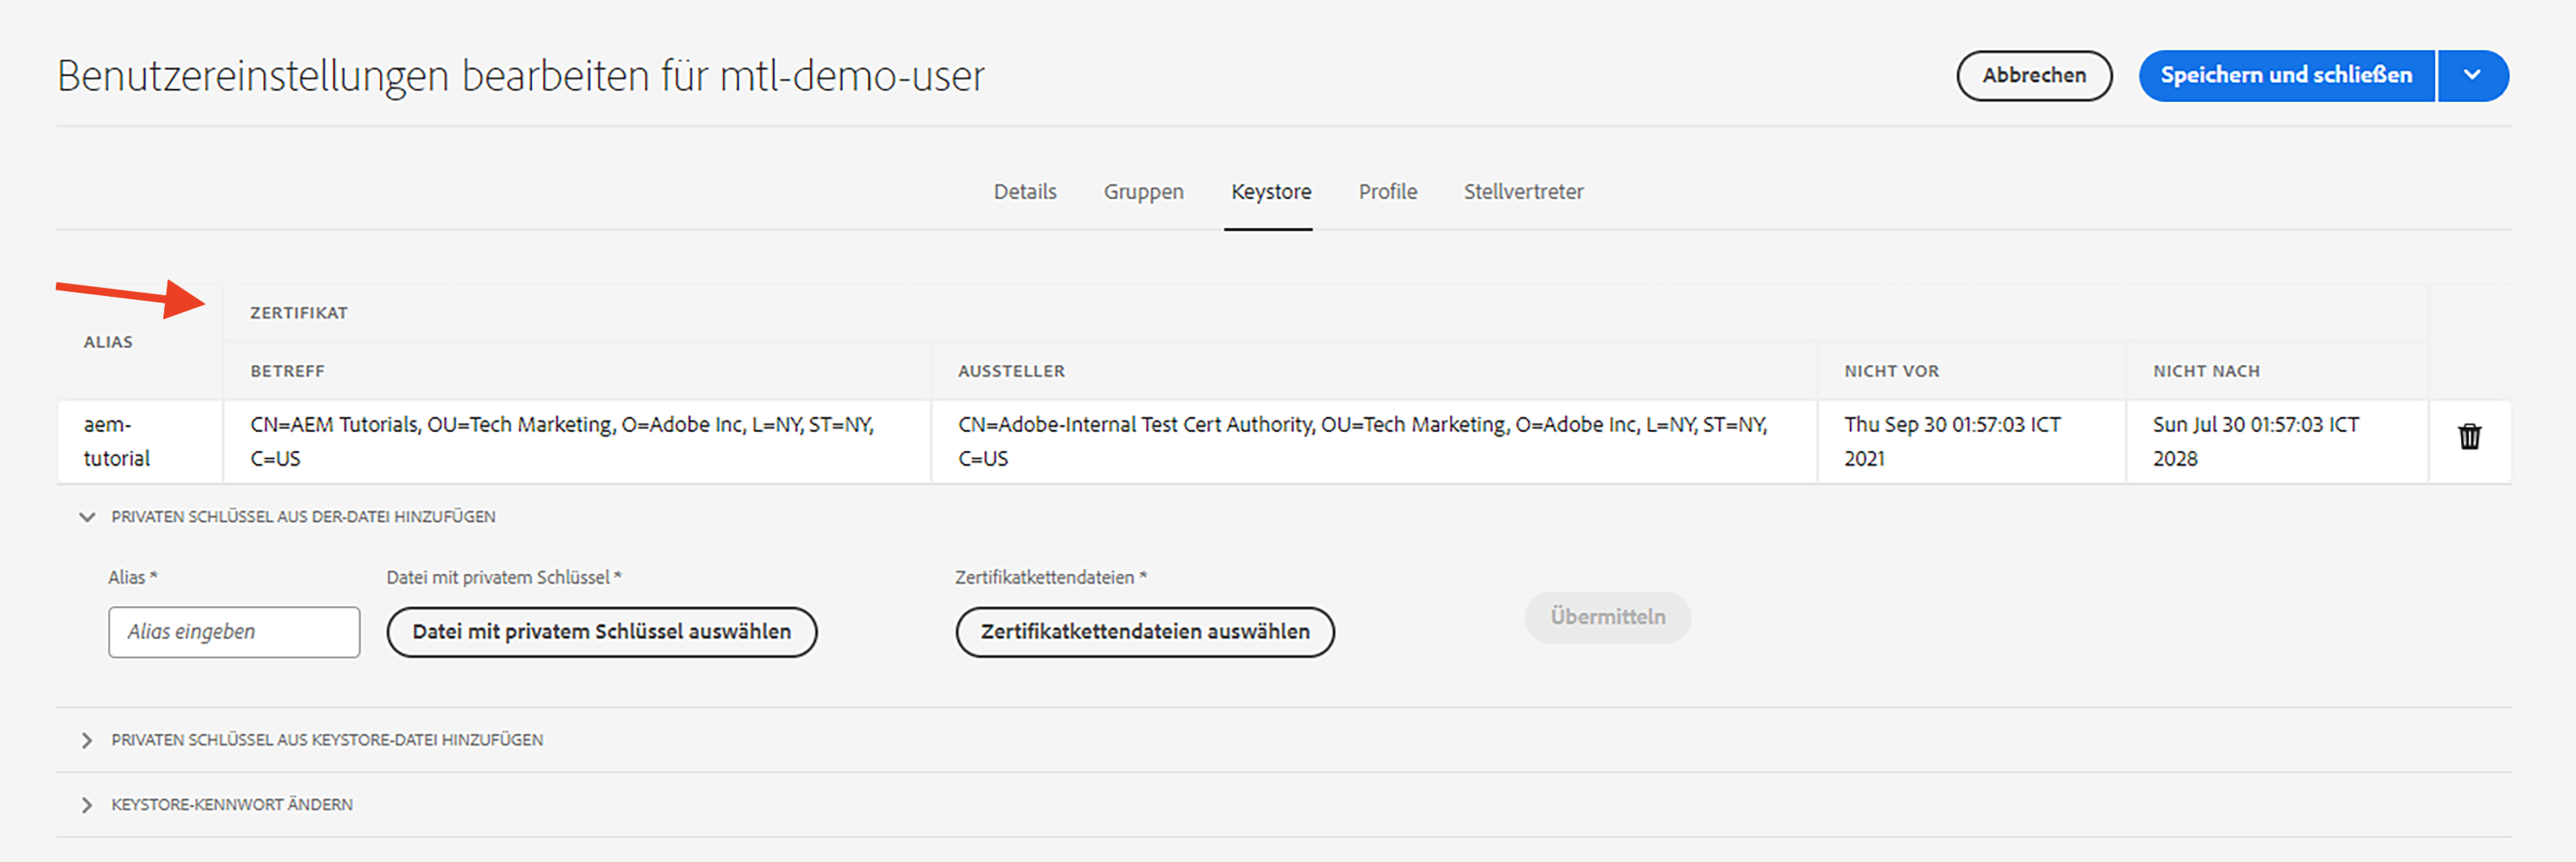 Benutzereinstellungen bearbeiten für mtl-demo-user
Abbrechen
Speichern und schließen
Details
Gruppen
Keystore
Profile
Stellvertreter
ALIAS
ZERTIFIKAT
BETREFF
AUSSTELLER
NICHT VOR
NICHT NACH
aem-
tutorial
CN=AEM Tutorials, OU=Tech Marketing, O=Adobe Inc, L=NY, ST=NY,
C=US
CN=Adobe-Internal Test Cert Authority, OU=Tech Marketing, O=Adobe Inc, L=NY, ST=NY,
C=US
Thu Sep 30 01:57:03 ICT
2021
Sun Jul 30 01:57:03 ICT
2028
PRIVATEN SCHLÜSSEL AUS DER-DATEI HINZUFÜGEN
Alias *
Datei mit privatem Schlüssel *
Zertifikatkettendateien *
Alias eingeben
Datei mit privatem Schlüssel auswählen
Zertifikatkettendateien auswählen
Übermitteln
PRIVATEN SCHLÜSSEL AUS KEYSTORE-DATEI HINZUFÜGEN
KEYSTORE-KENNWORT ÄNDERN